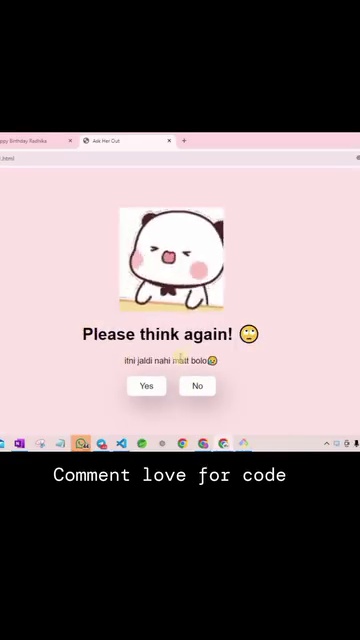 ppy Birthday Radhika
Ask Her Out
html
Please think again! 🙄
itni jaldi nahi matt bolo🥹
Yes No
Comment love for code